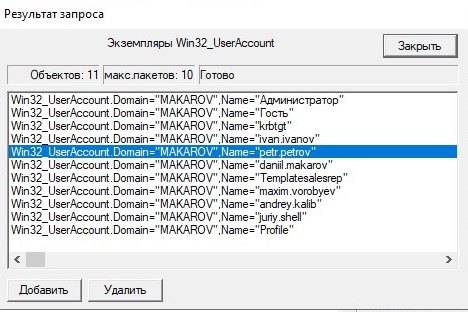 Результат запроса
Экземпляры Win32_UserAccount
Закрыть
Объектов: 11 макс.пакетов: 10 Готово
Win32_UserAccount.Domain="MAKAROV",Name="Администратор"
Win32_UserAccount.Domain="MAKAROV",Name="Гость"
Win32_UserAccount.Domain="MAKAROV",Name="krbtgt"
Win32_UserAccount.Domain="MAKAROV",Name="ivan.ivanov"
Win32_UserAccount.Domain="MAKAROV",Name="petr.petrov"
Win32_UserAccount.Domain="MAKAROV",Name="daniil.makarov"
Win32_UserAccount.Domain="MAKAROV",Name="Templatesalesrep"
Win32_UserAccount.Domain="MAKAROV",Name="maxim.vorobyev"
Win32_UserAccount.Domain="MAKAROV",Name="andrey.kalib"
Win32_UserAccount.Domain="MAKAROV",Name="juriy.shell"
Win32_UserAccount.Domain="MAKAROV",Name="Profile"
Добавить Удалить